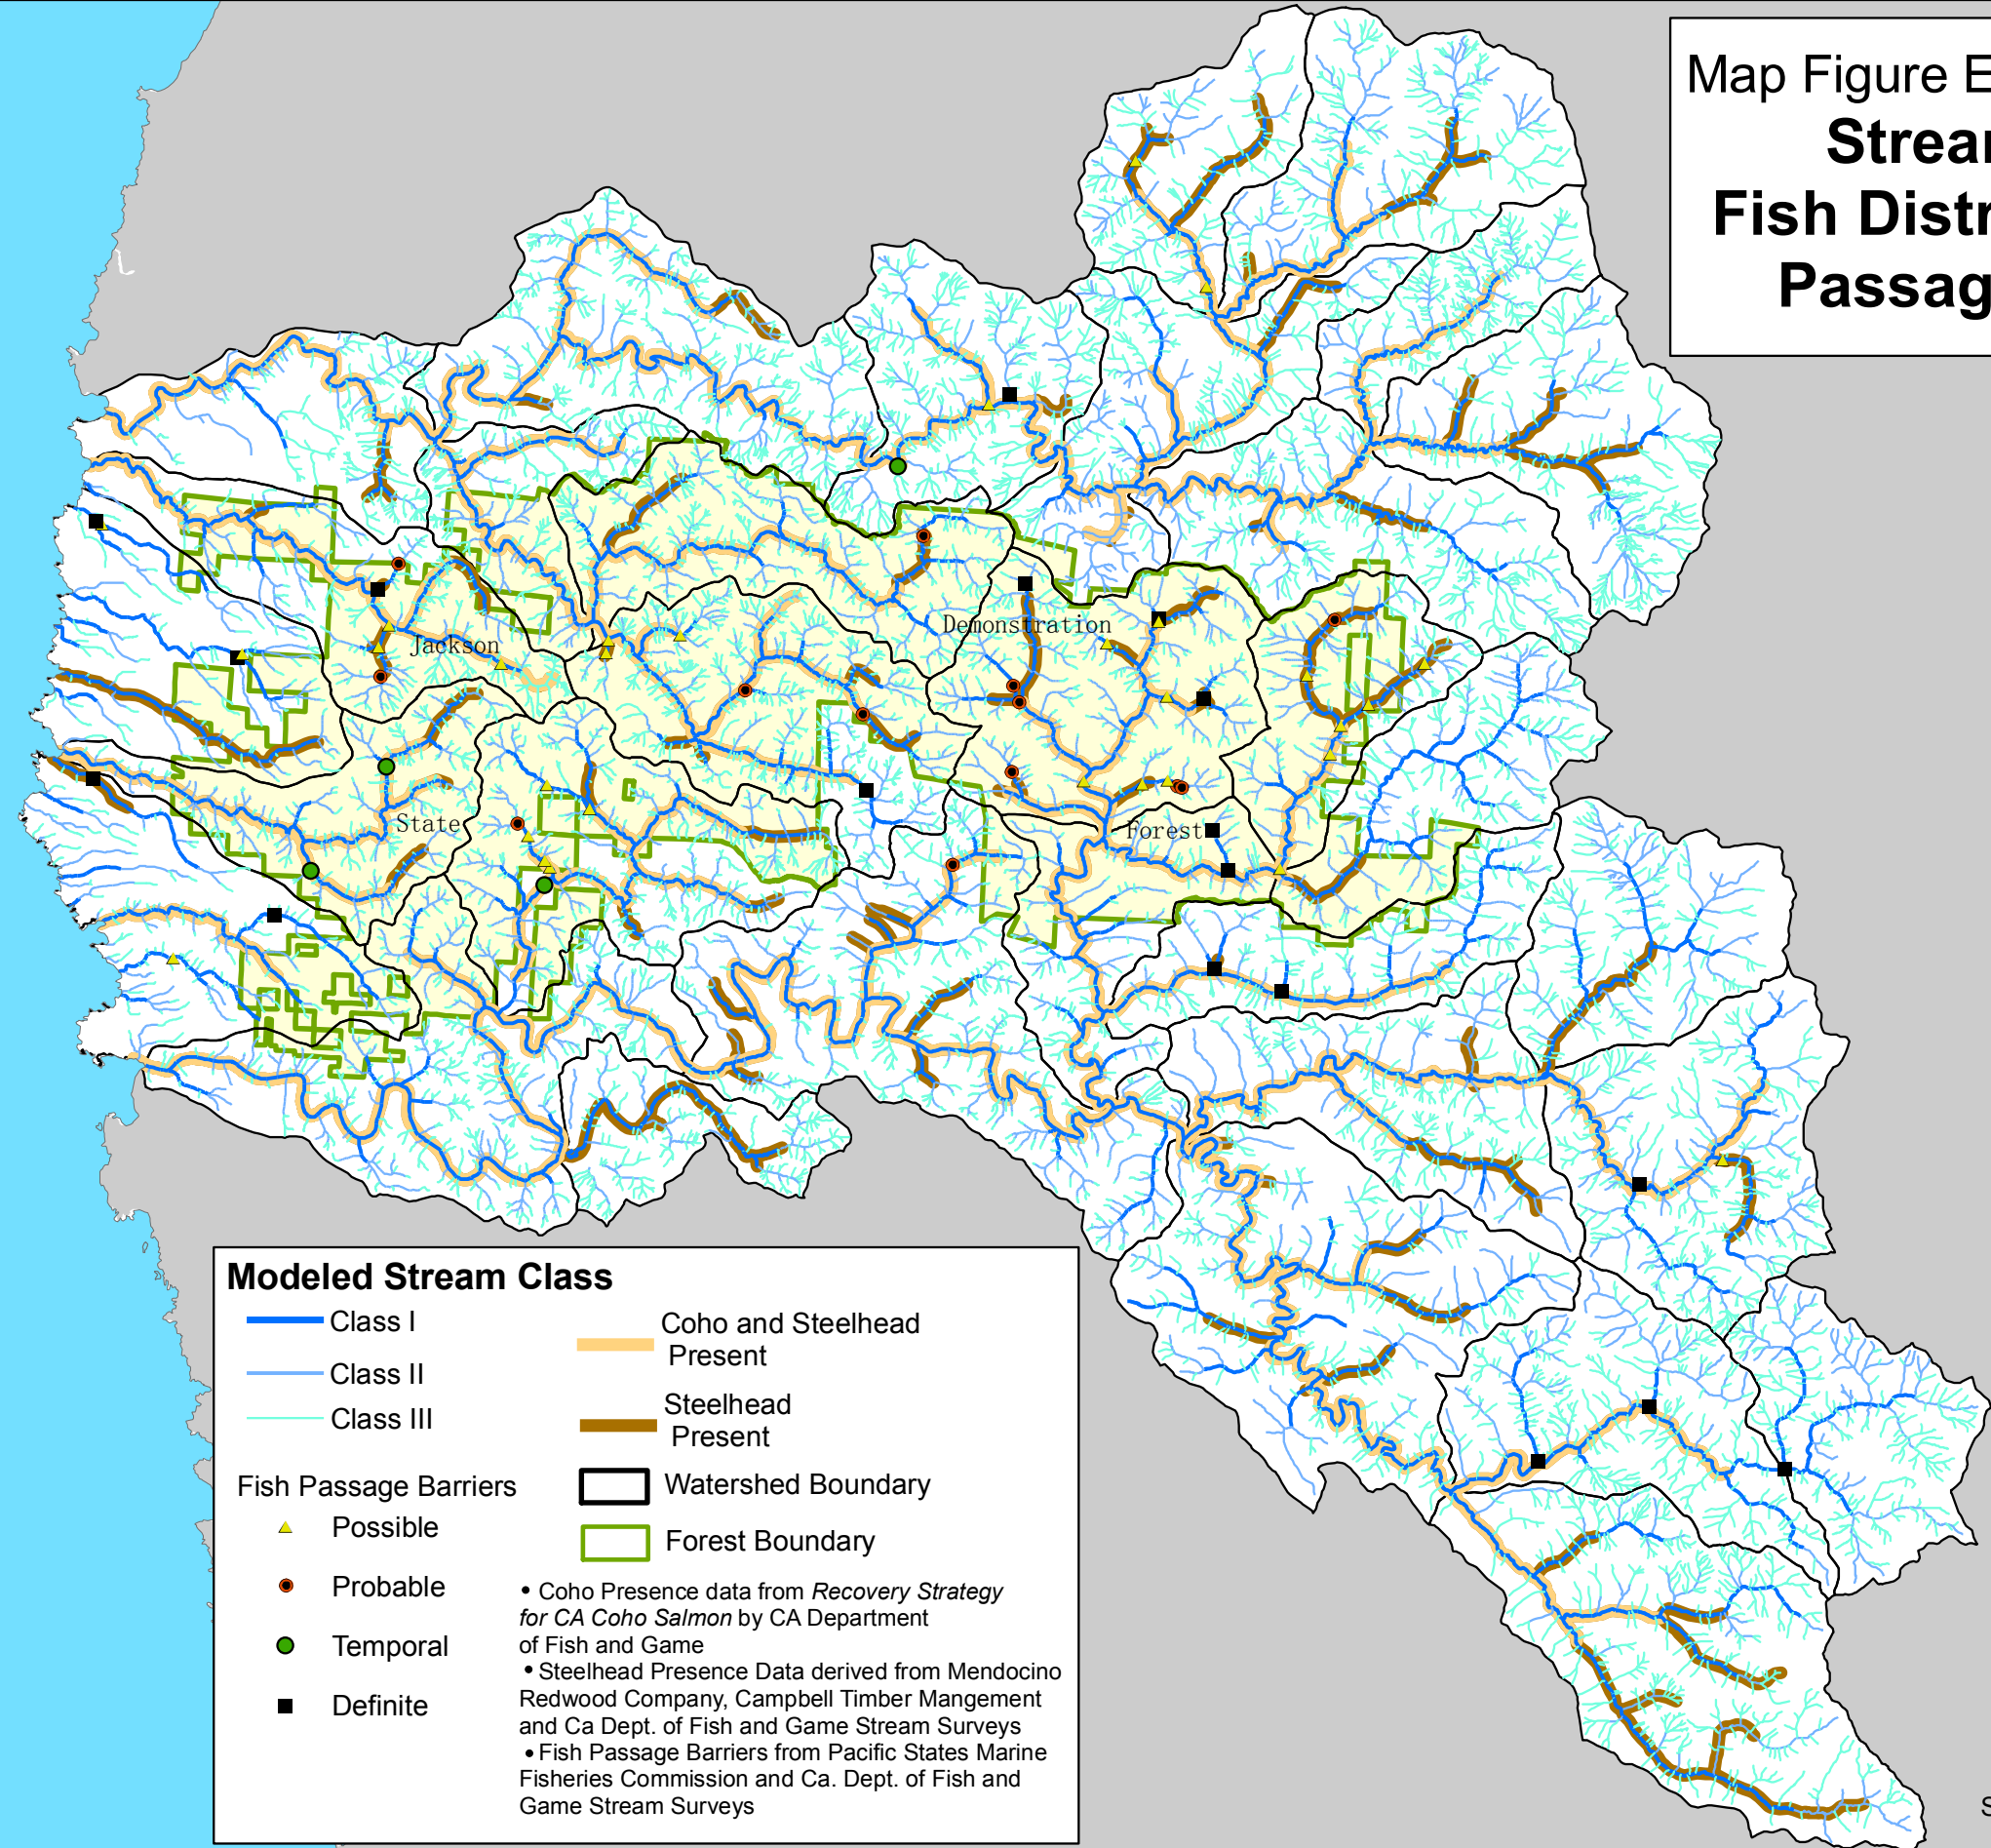 Map Figure E
Strear
Fish Distr
Passag
Jackson
Demonstration
State
Forest
Modeled Stream Class
Class I
Class II
Class III
Coho and Steelhead
Present
Steelhead
Present
Watershed Boundary
Forest Boundary
Fish Passage Barriers
Possible
Probable
Temporal
Definite
• Coho Presence data from Recovery Strategy
for CA Coho Salmon by CA Department
of Fish and Game
• Steelhead Presence Data derived from Mendocino
Redwood Company, Campbell Timber Mangement
and Ca Dept. of Fish and Game Stream Surveys
• Fish Passage Barriers from Pacific States Marine
Fisheries Commission and Ca. Dept. of Fish and
Game Stream Surveys